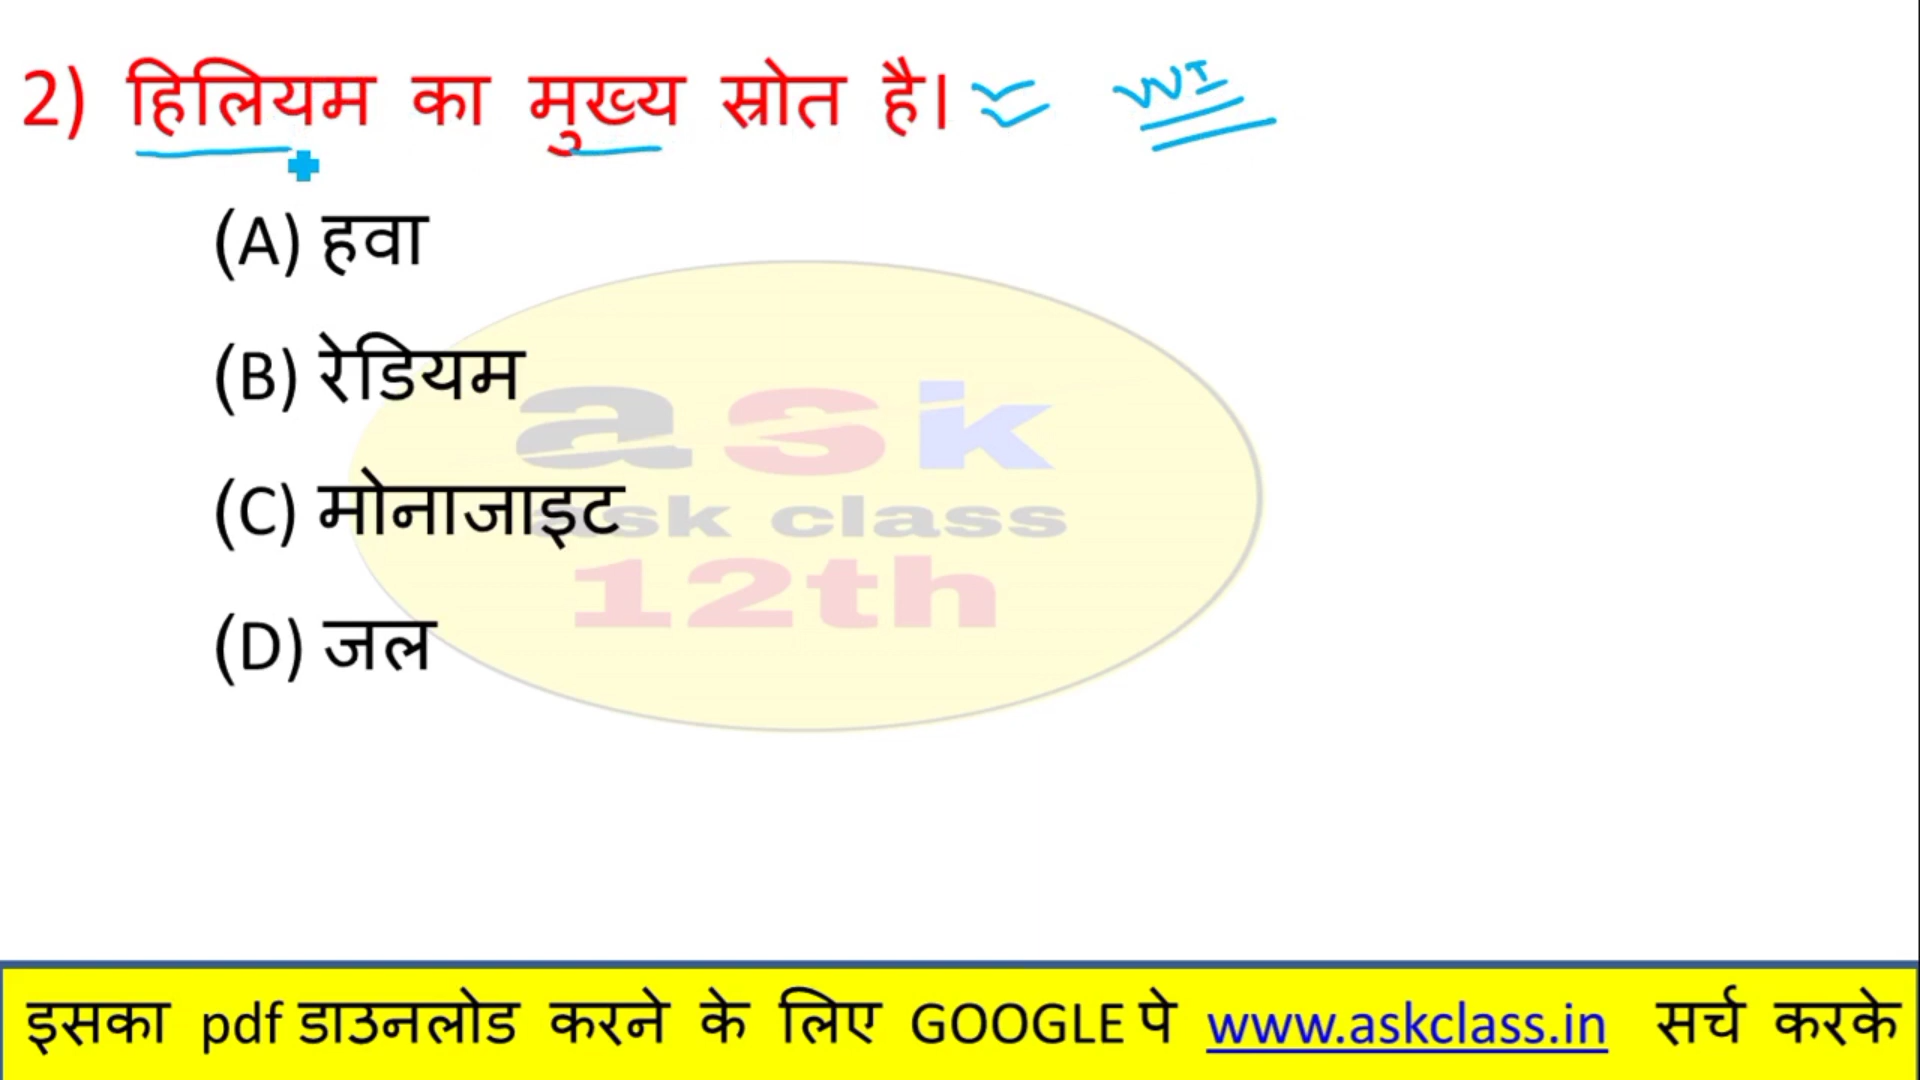 2) हिलियम का मुख्य स्रोत है। VVI
(A) हवा
(B) रेडियम
(C) मोनाजाइट
(D) जल
ask
ask class
12th
इसका pdf डाउनलोड करने के लिए GOOGLE पे www.askclass.in सर्च करके